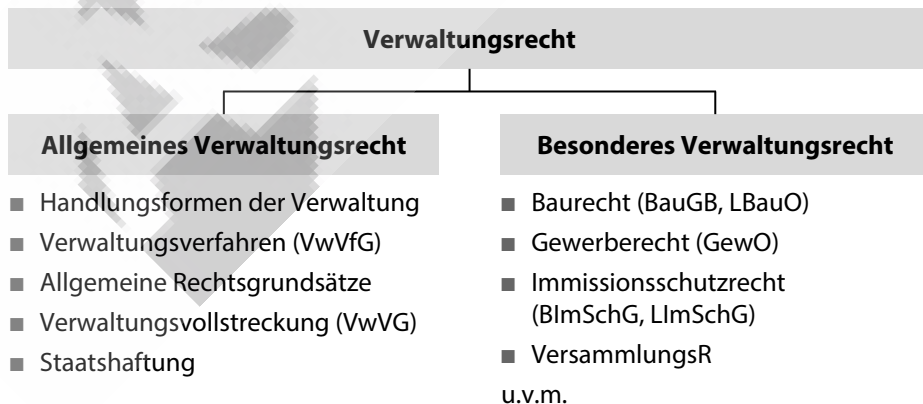 Verwaltungsrecht
Allgemeines Verwaltungsrecht
■ Handlungsformen der Verwaltung
■ Verwaltungsverfahren (VwVfG)
■ Allgemeine Rechtsgrundsätze
■ Verwaltungsvollstreckung (VwVG)
■ Staatshaftung
Besonderes Verwaltungsrecht
■ Baurecht (BauGB, LBauO)
■ Gewerberecht (GewO)
■ Immissionsschutzrecht
(BImSchG, LImSchG)
■ VersammlungsR
u.v.m.